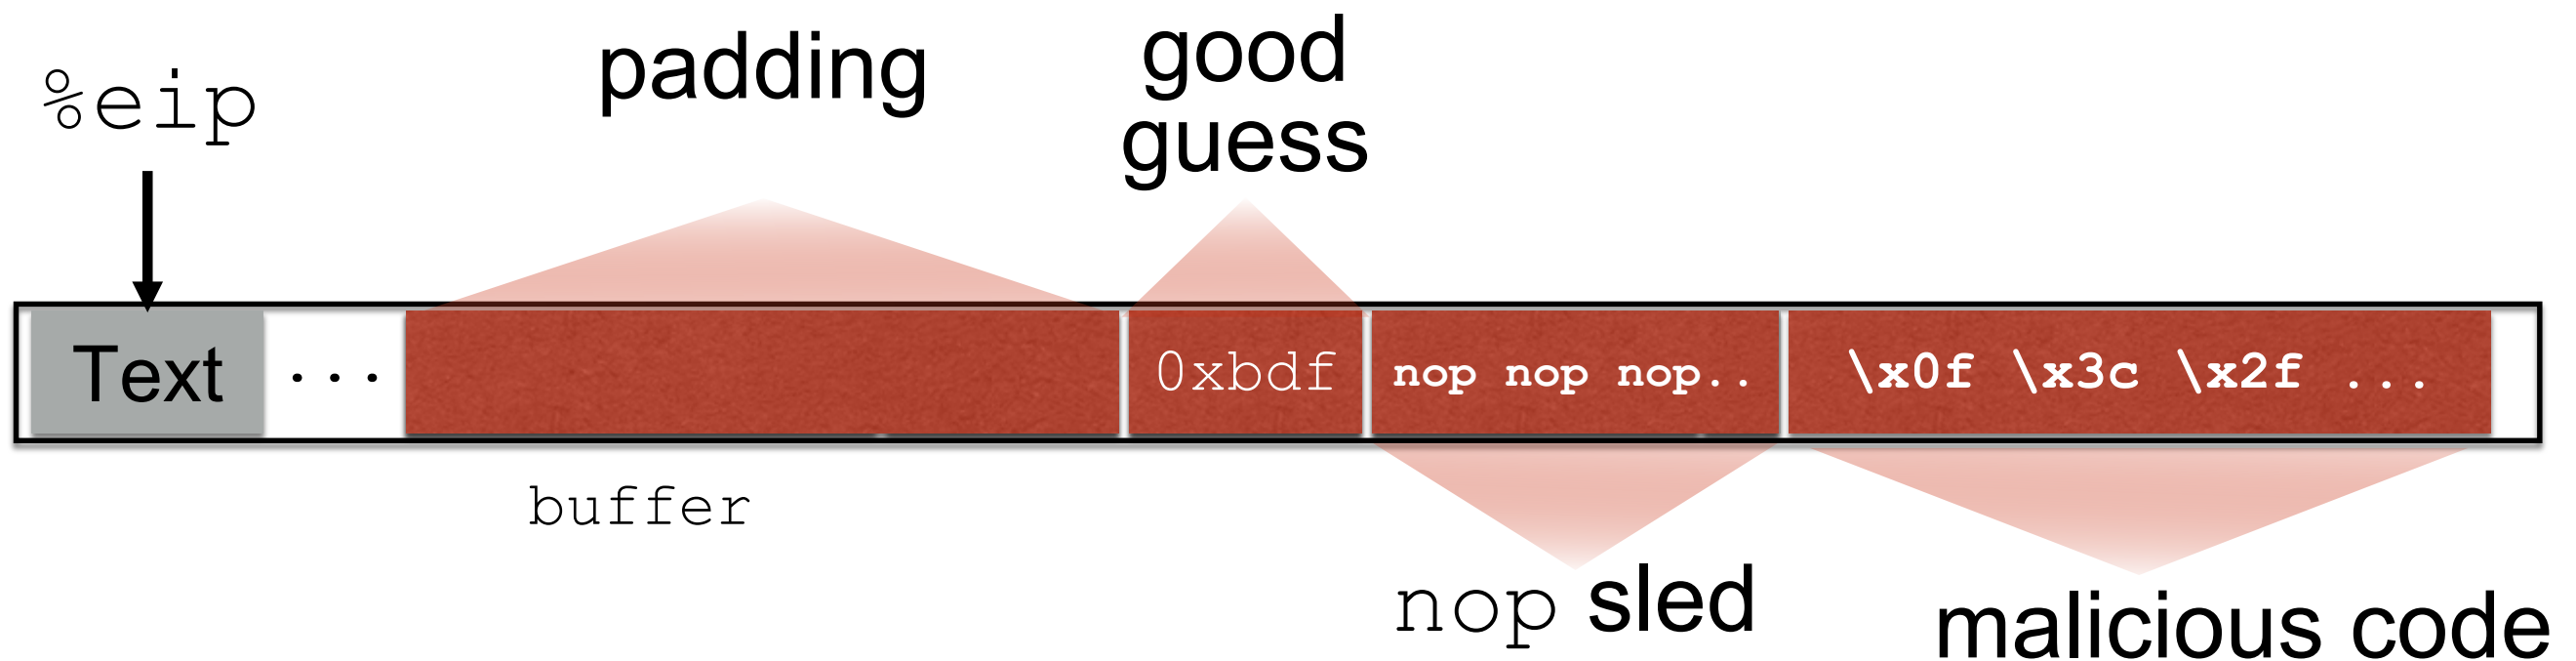 %eip
padding
good
guess
Text ... 0xbdf nop nop nop.. \x0f \x3c \x2f ...
buffer
nop sled
malicious code